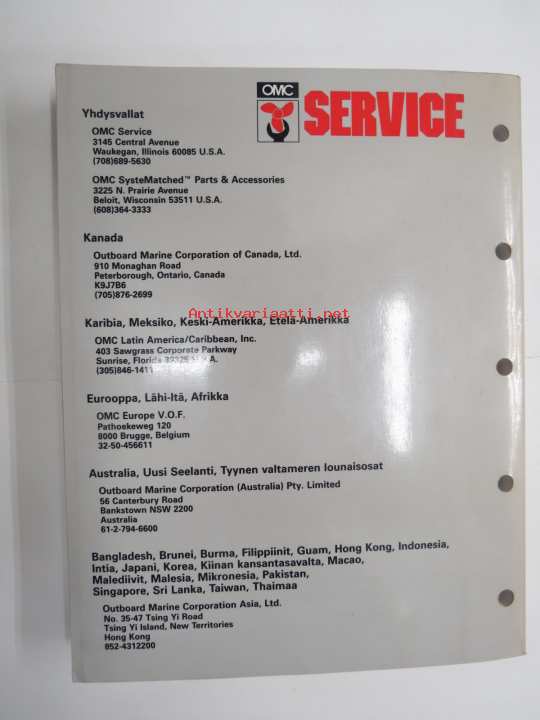 OMC
SERVICE
Yhdysvallat
OMC Service
3145 Central Avenue
Waukegan, Illinois 60085 U.S.A.
(708)689-5630
OMC SysteMatched™ Parts & Accessories
3225 N. Prairie Avenue
Beloit, Wisconsin 53511 U.S.A.
(608)364-3333
Kanada
Outboard Marine Corporation of Canada, Ltd.
910 Monaghan Road
Peterborough, Ontario, Canada
K9J7B6
(705)876-2699
Antikvariaatti.net
Karibia, Meksiko, Keski-Amerikka, Etelä-Amerikka
OMC Latin America/Caribbean, Inc.
403 Sawgrass Corporate Parkway
Sunrise, Florida
(305)846-1411
Eurooppa, Lähi-Itä, Afrikka
OMC Europe V.O.F.
Pathoekeweg 120
8000 Brugge, Belgium
32-50-456611
Australia, Uusi Seelanti, Tyynen valtameren lounaisosat
Outboard Marine Corporation (Australia) Pty. Limited
56 Canterbury Road
Bankstown NSW 2200
Australia
61-2-794-6600
Bangladesh, Brunei, Burma, Filippiinit, Guam, Hong Kong, Indonesia,
Intia, Japani, Korea, Kiinan kansantasavalta, Macao,
Malediivit, Malesia, Mikronesia, Pakistan,
Singapore, Sri Lanka, Taiwan, Thaimaa
Outboard Marine Corporation Asia, Ltd.
No. 35-47 Tsing Yi Road
Tsing Yi Island, New Territories
Hong Kong
852-4312200